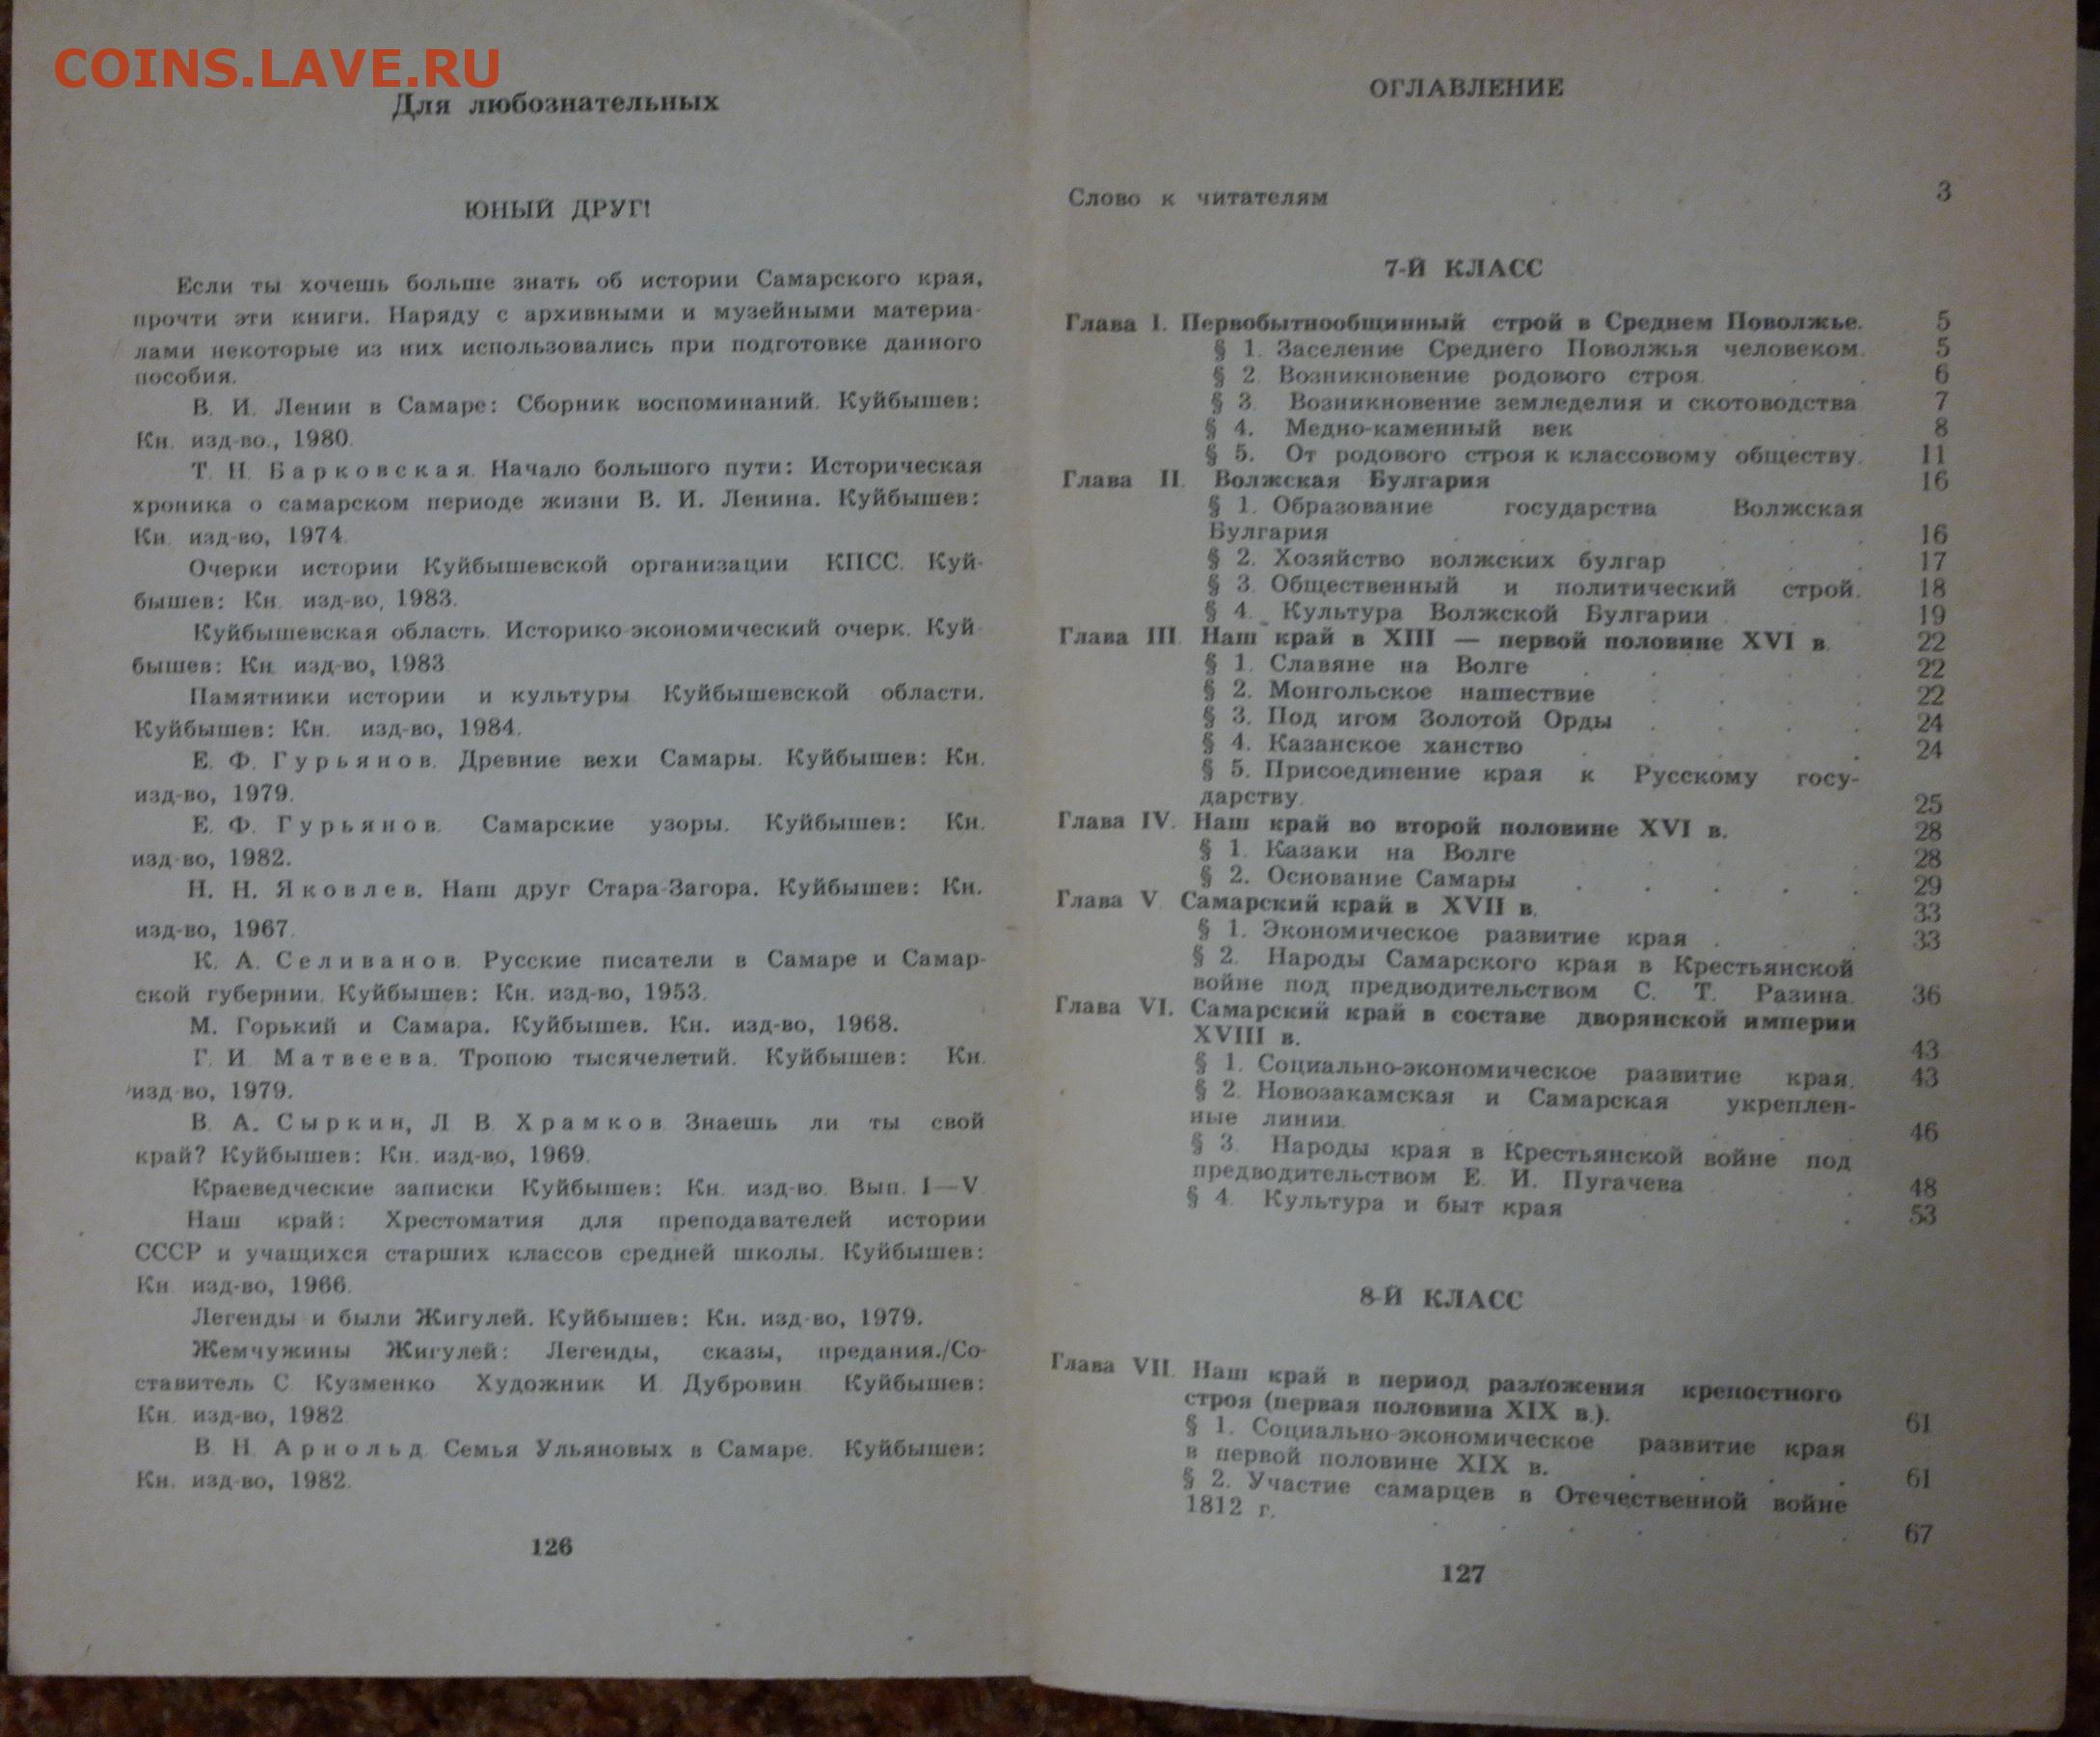 COINS.LAVE.RU
Для любознательных
ЮНЫЙ ДРУГ!
Если ты хочешь больше знать об истории Самарского края,
прочти эти книги. Наряду с архивными и музейными материа-
лами некоторые из них использовались при подготовке данного
пособия.
В. И. Ленин в Самаре: Сборник воспоминаний. Куйбышев:
Кн. изд-во., 1980.
Т. Н. Барковская. Начало большого пути: Историческая
хроника о самарском периоде жизни В. И. Ленина. Куйбышев:
Кн. изд-во, 1974.
Очерки истории Куйбышевской организации КПСС. Куй-
бышев: Кн. изд-во, 1983.
Куйбышевская область. Историко-экономический очерк. Куй-
бышев: Кн. изд-во, 1983.
Памятники истории и культуры Куйбышевской области.
Куйбышев: Кн. изд-во, 1984.
Е. Ф. Гурьянов. Древние вехи Самары. Куйбышев: Кн.
изд-во, 1979.
Е. Ф. Гурьянов. Самарские узоры. Куйбышев: Кн.
изд-во, 1982.
Н. Н. Яковлев. Наш друг Стара-Загора. Куйбышев: Кн.
изд-во, 1967.
К. А. Селиванов. Русские писатели в Самаре и Самар-
ской губернии. Куйбышев: Кн. изд-во, 1953.
М. Горький и Самара. Куйбышев. Кн. изд-во, 1968.
Г. И. Матвеева. Тропою тысячелетий. Куйбышев: Кн.
изд-во, 1979.
В. А. Сыркин, Л. В. Храмков. Знаешь ли ты свой
край? Куйбышев: Кн. изд-во, 1969.
Краеведческие записки. Куйбышев: Кн. изд-во. Вып. I—V.
Наш край: Хрестоматия для преподавателей истории
СССР и учащихся старших классов средней школы. Куйбышев:
Кн. изд-во, 1966.
Легенды и были Жигулей. Куйбышев: Кн. изд-во, 1979.
Жемчужины Жигулей: Легенды, сказы, предания./Со-
ставитель С. Кузменко. Художник И. Дубровин. Куйбышев:
Кн. изд-во, 1982.
В. Н. Арнольд. Семья Ульяновых в Самаре. Куйбышев:
Кн. изд-во, 1982.
126
ОГЛАВЛЕНИЕ
Слово к читателям 3
7-Й КЛАСС
Глава I. Первобытнообщинный строй в Среднем Поволжье. 5
§ 1. Заселение Среднего Поволжья человеком. 5
§ 2. Возникновение родового строя. 6
§ 3. Возникновение земледелия и скотоводства 7
§ 4. Медно-каменный век 8
§ 5. От родового строя к классовому обществу. 11
Глава II. Волжская Булгария 16
§ 1. Образование государства Волжская
Булгария 16
§ 2. Хозяйство волжских булгар 17
§ 3. Общественный и политический строй. 18
§ 4. Культура Волжской Булгарии 19
Глава III. Наш край в XIII — первой половине XVI в. 22
§ 1. Славяне на Волге 22
§ 2. Монгольское нашествие 22
§ 3. Под игом Золотой Орды 24
§ 4. Казанское ханство 24
§ 5. Присоединение края к Русскому госу-
дарству. 25
Глава IV. Наш край во второй половине XVI в. 28
§ 1. Казаки на Волге 28
§ 2. Основание Самары 29
Глава V. Самарский край в XVII в. 33
§ 1. Экономическое развитие края 33
§ 2. Народы Самарского края в Крестьянской
войне под предводительством С. Т. Разина. 36
Глава VI. Самарский край в составе дворянской империи
XVIII в. 43
§ 1. Социально-экономическое развитие края. 43
§ 2. Новозакамская и Самарская укреплен-
ные линии. 46
§ 3. Народы края в Крестьянской войне под
предводительством Е. И. Пугачева 48
§ 4. Культура и быт края 53
8-Й КЛАСС
Глава VII. Наш край в период разложения крепостного
строя (первая половина XIX в.). 61
§ 1. Социально-экономическое развитие края
в первой половине XIX в. 61
§ 2. Участие самарцев в Отечественной войне
1812 г. 67
127